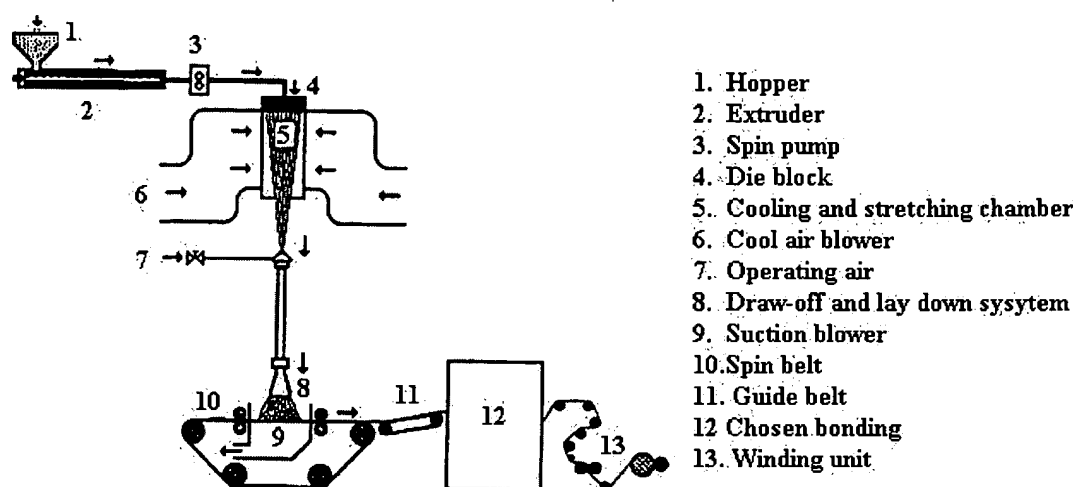 1.
3
4
2
5
6
7
8
10
11
9
12
13
1. Hopper
2. Extruder
3. Spin pump
4. Die block
5. Cooling and stretching chamber
6. Cool air blower
7. Operating air
8. Draw-off and lay down sysytem
9. Suction blower
10.Spin belt
11. Guide belt
12 Chosen bonding
13. Winding unit